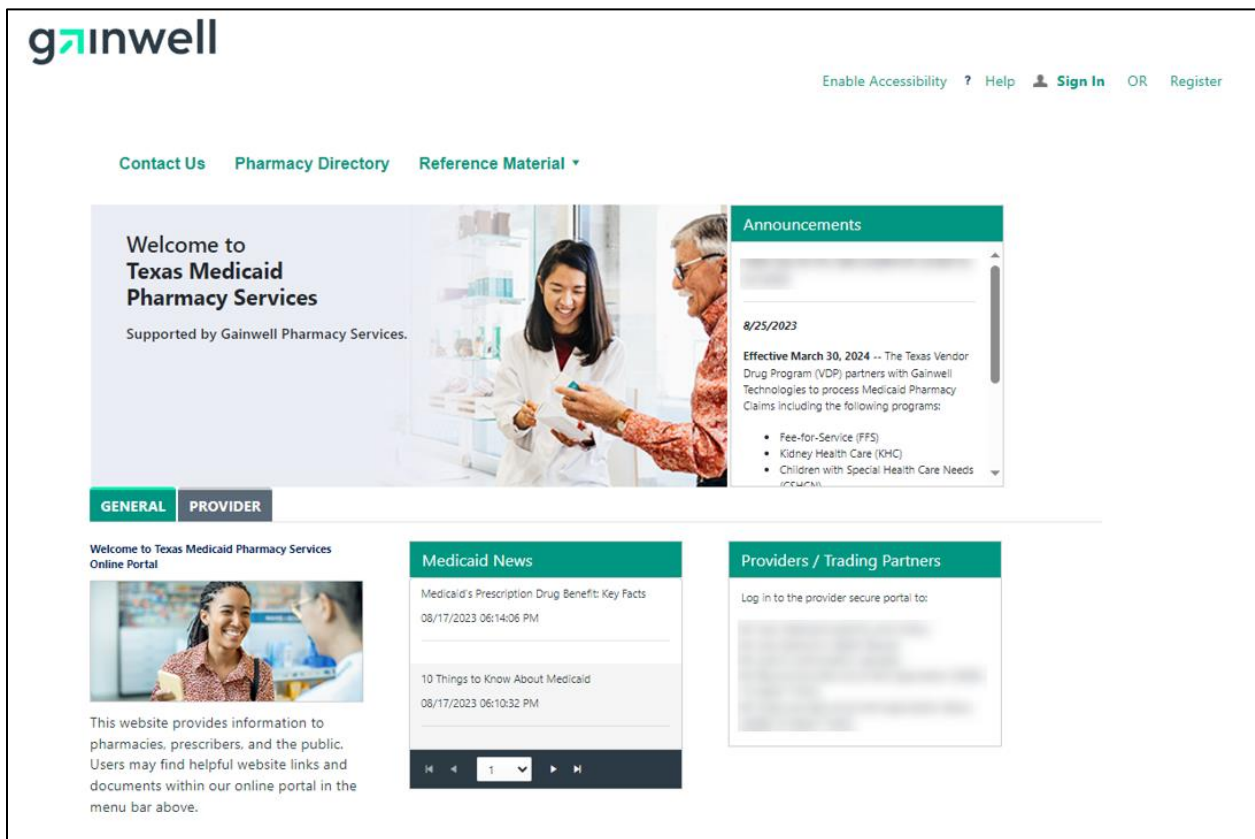 gainwell
Enable Accessibility ? Help Sign In OR Register
Contact Us Pharmacy Directory Reference Material
Welcome to
Texas Medicaid
Pharmacy Services
Supported by Gainwell Pharmacy Services.
Announcements
8/25/2023
Effective March 30, 2024 -- The Texas Vendor
Drug Program (VDP) partners with Gainwell
Technologies to process Medicaid Pharmacy
Claims including the following programs:
Fee-for-Service (FFS)
Kidney Health Care (KHC)
Children with Special Health Care Needs
(CSHCN)
GENERAL PROVIDER
Welcome to Texas Medicaid Pharmacy Services
Online Portal
This website provides information to
pharmacies, prescribers, and the public.
Users may find helpful website links and
documents within our online portal in the
menu bar above.
Medicaid News
Medicaid's Prescription Drug Benefit: Key Facts
08/17/2023 06:14:06 PM
10 Things to Know About Medicaid
08/17/2023 06:10:32 PM
1
Providers / Trading Partners
Log in to the provider secure portal to: